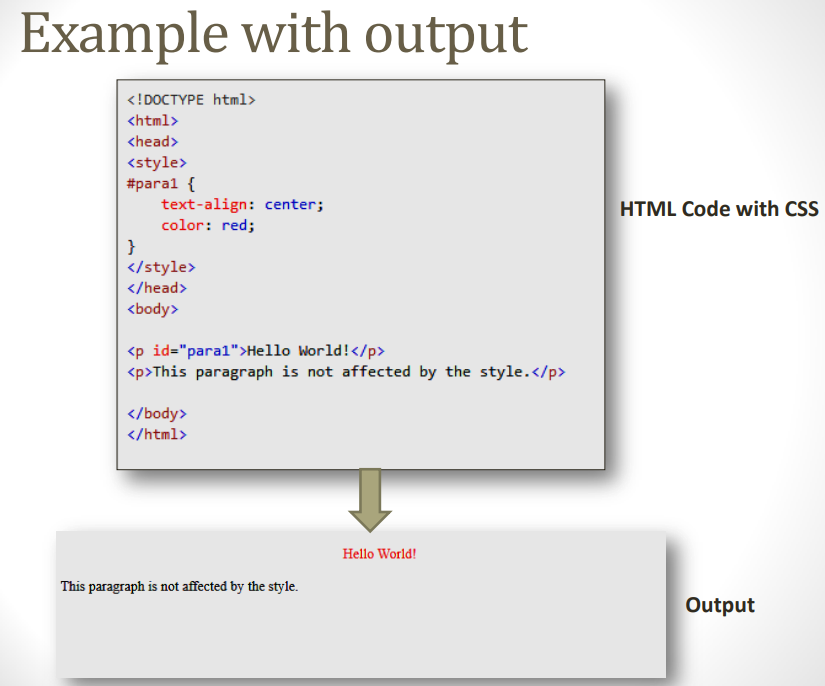 Example with output
<!DOCTYPE html>
<html>
<head>
<style>
#para1 {
    text-align: center;
    color: red;
}
</style>
</head>
<body>
HTML Code with CSS
<p id="para1">Hello World!</p>
<p>This paragraph is not affected by the style.</p>
</body>
</html>
Hello World!
This paragraph is not affected by the style.
Output